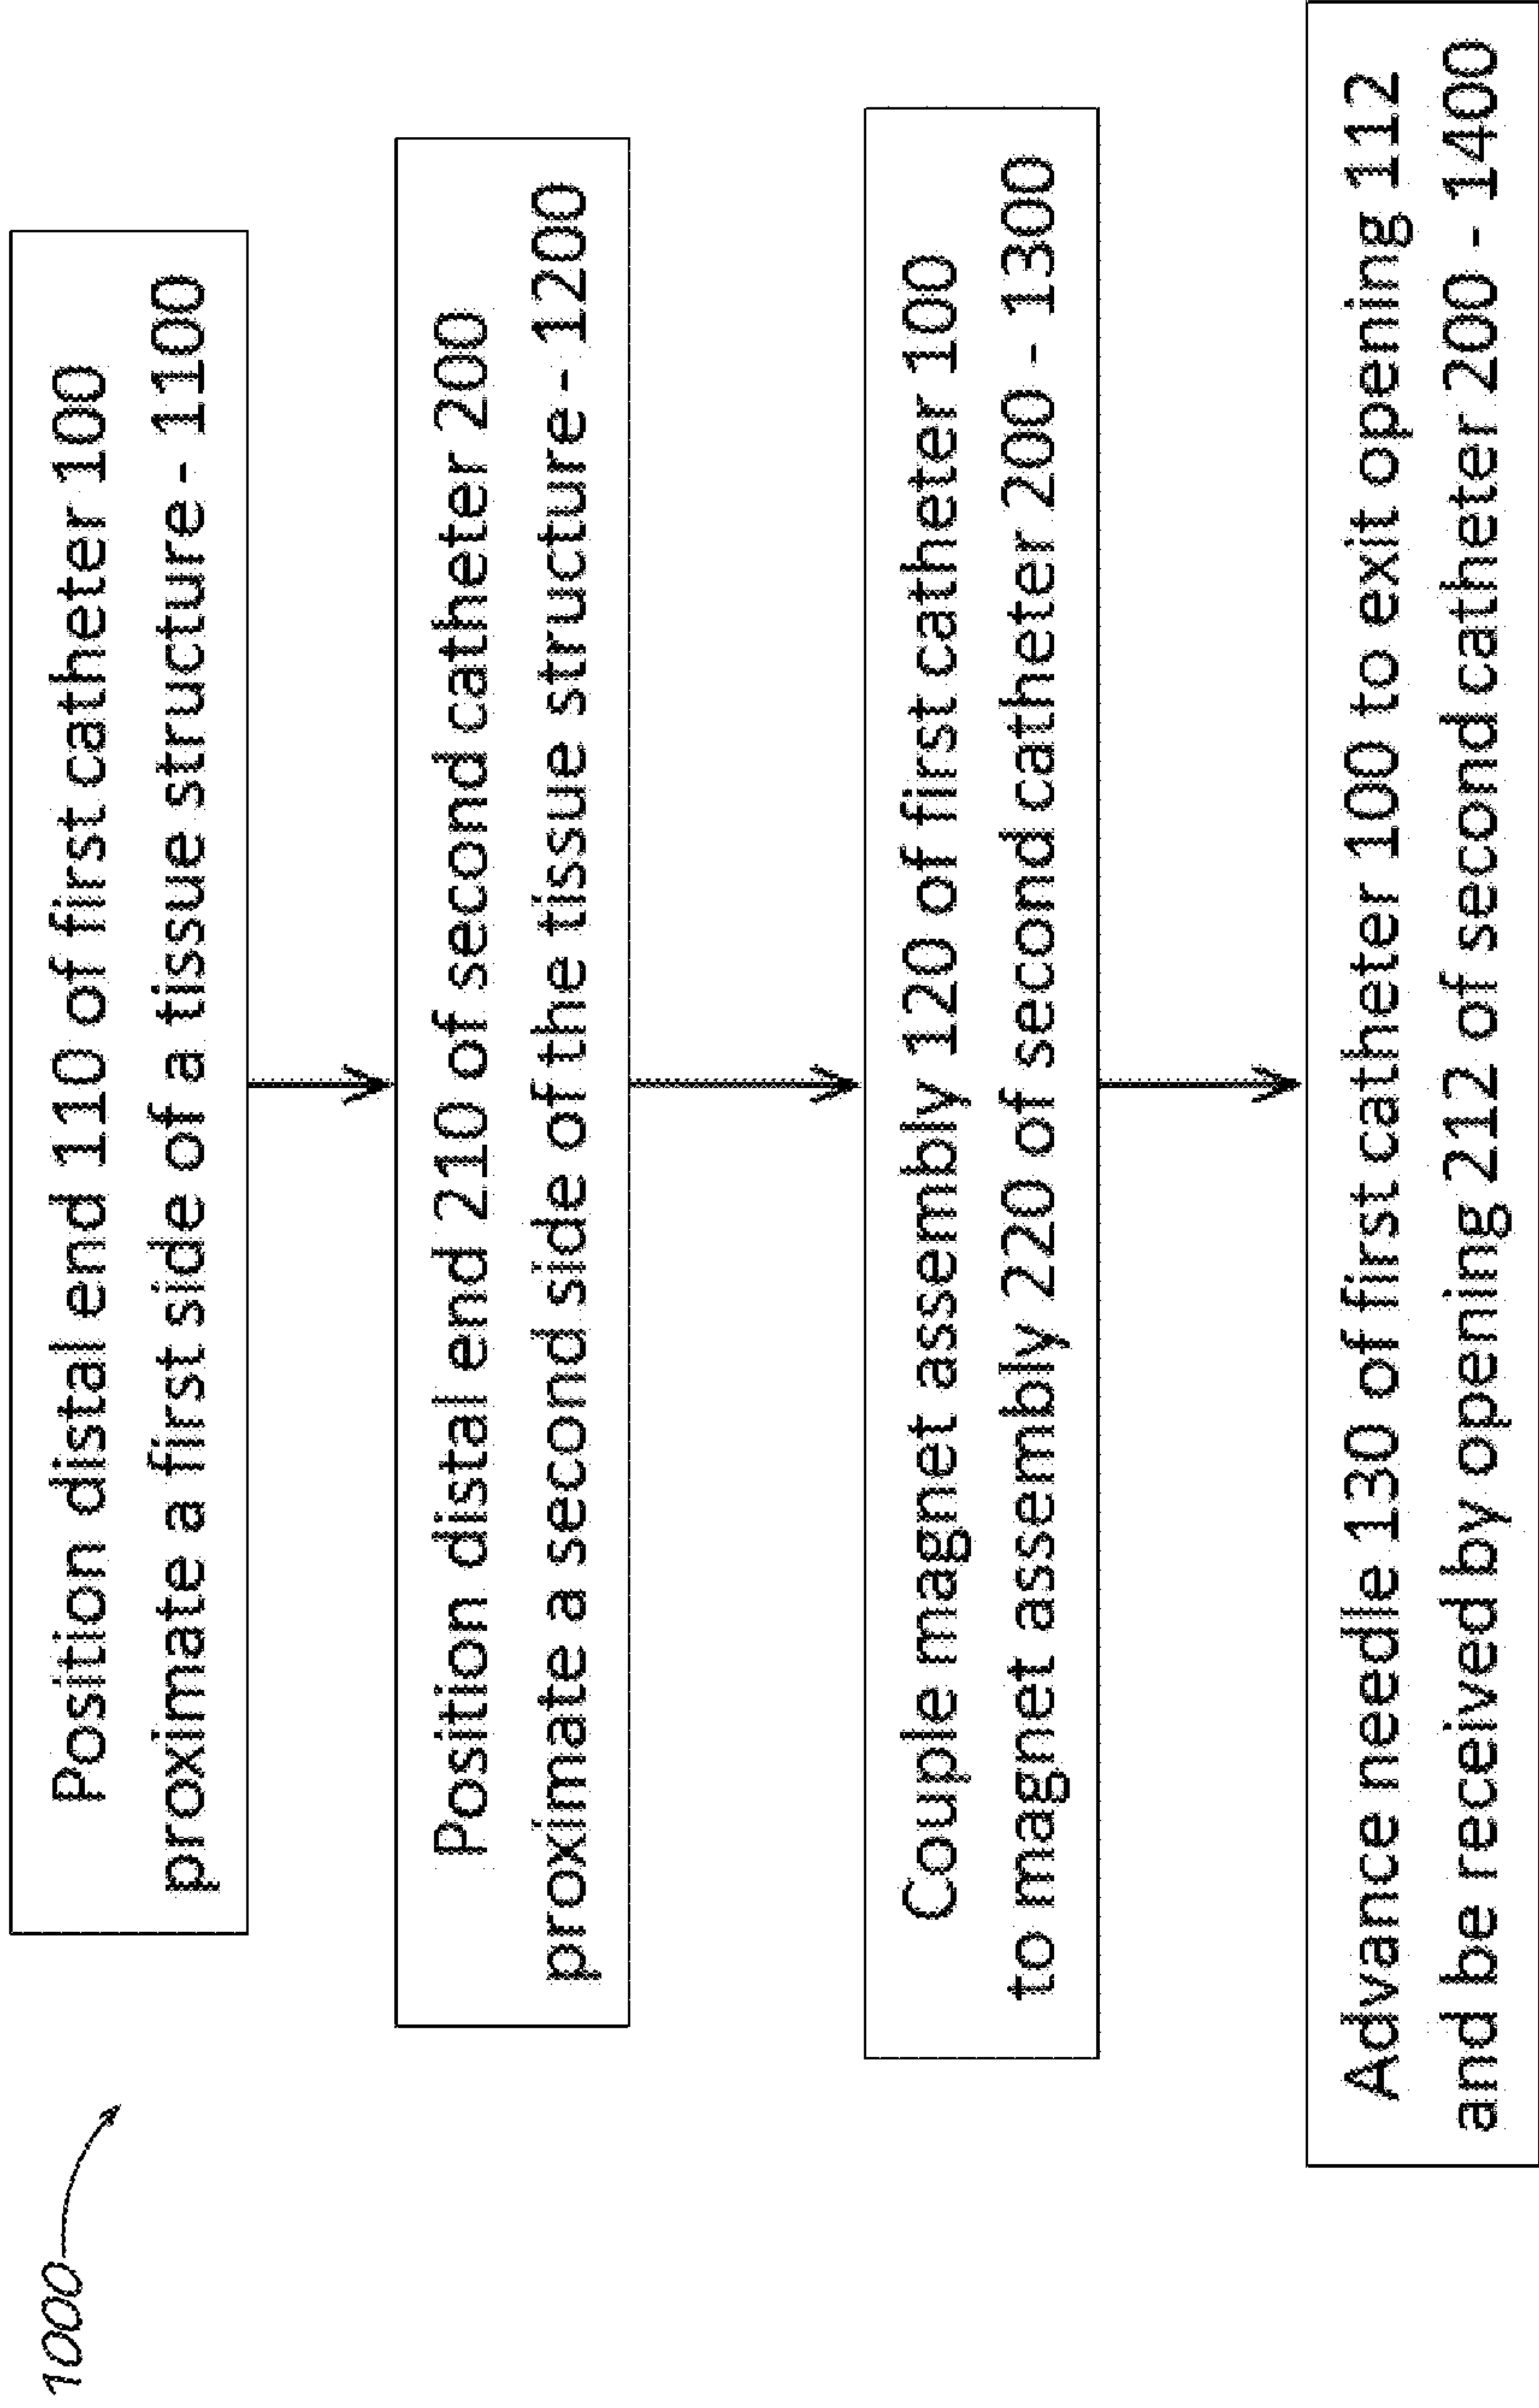 1000
Position distal end 110 of first catheter 100
proximate a first side of a tissue structure - 1100
Position distal end 210 of second catheter 200
proximate a second side of the tissue structure - 1200
Couple magnet assembly 120 of first catheter 100
to magnet assembly 220 of second catheter 200 - 1300
Advance needle 130 of first catheter 100 to exit opening 112
and be received by opening 212 of second catheter 200 - 1400